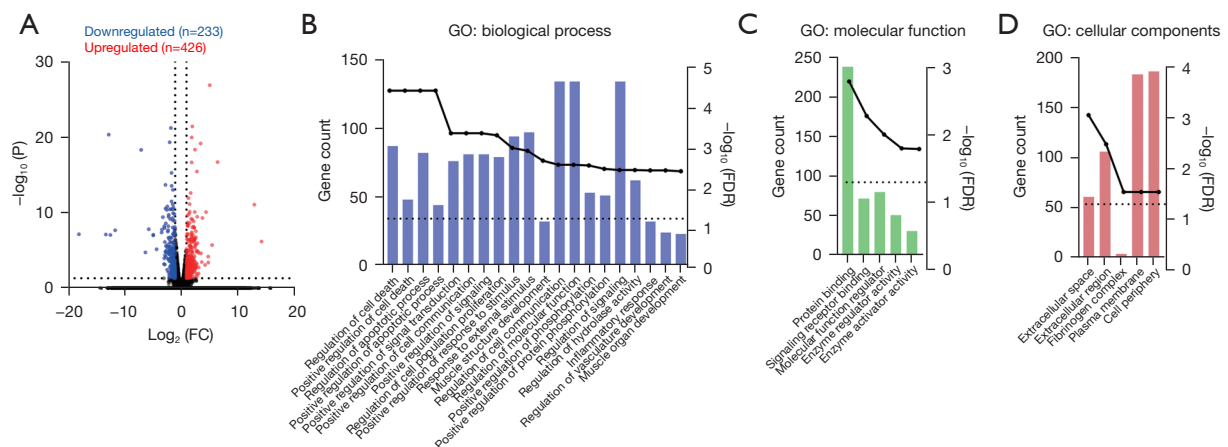 A
Downregulated (n=233)
Upregulated (n=426)
30
20
10
0
−20
−10
0
10
20
−log10 (P)
Log2 (FC)
B
GO: biological process
150
100
50
0
Gene count
5
4
3
2
1
0
−log10 (FDR)
Regulation of cell death
Positive regulation of cell death
Regulation of apoptotic process
Positive regulation of apoptotic process
Positive regulation of signal transduction
Positive regulation of cell communication
Positive regulation of signaling
Regulation of cell population proliferation
Positive regulation of response to stimulus
Response to external stimulus
Muscle structure development
Regulation of cell communication
Regulation of molecular function
Positive regulation of phosphorylation
Positive regulation of protein phosphorylation
Regulation of signaling
Regulation of hydrolase activity
Inflammatory response
Regulation of vasculature development
Muscle organ development
C
GO: molecular function
250
200
150
100
50
0
Gene count
3
2
1
0
−log10 (FDR)
Protein binding
Signaling receptor binding
Molecular function regulator
Enzyme regulator activity
Enzyme activator activity
D
GO: cellular components
200
150
100
50
0
Gene count
4
3
2
1
0
−log10 (FDR)
Extracellular space
Extracellular region
Fibrinogen complex
Plasma membrane
Cell periphery